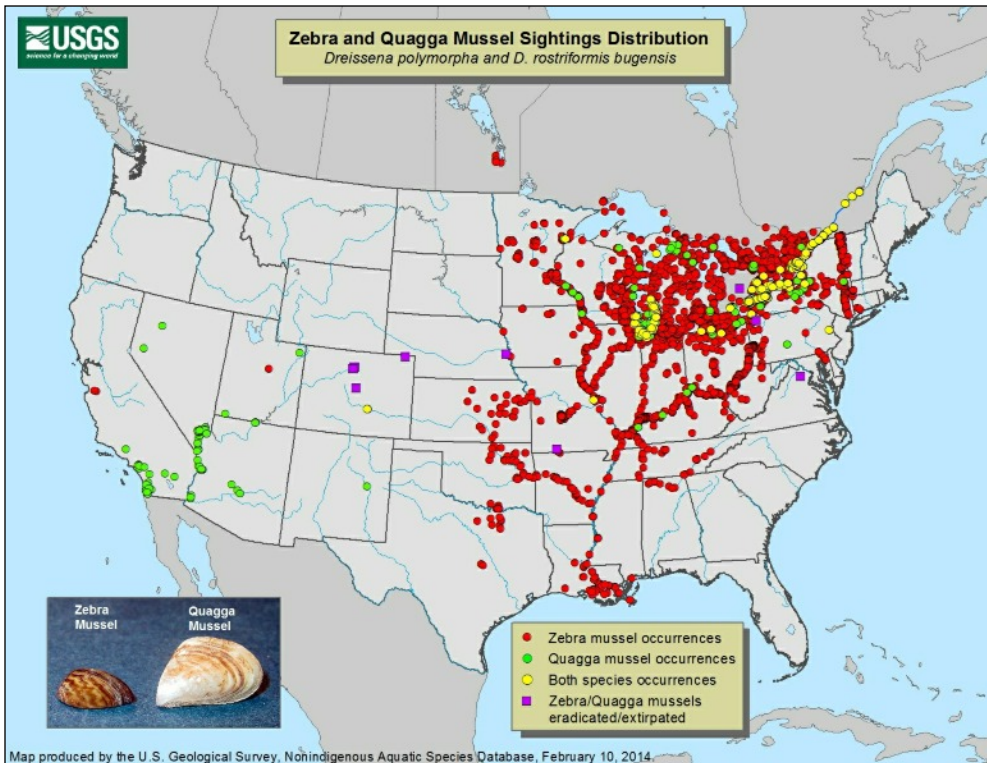 USGS
science for a changing world
Zebra and Quagga Mussel Sightings Distribution
Dreissena polymorpha and D. rostriformis bugensis
Zebra
Mussel
Quagga
Mussel
Zebra mussel occurrences
Quagga mussel occurrences
Both species occurrences
Zebra/Quagga mussels
eradicated/extirpated
Map produced by the U.S. Geological Survey, Nonindigenous Aquatic Species Database, February 10, 2014.